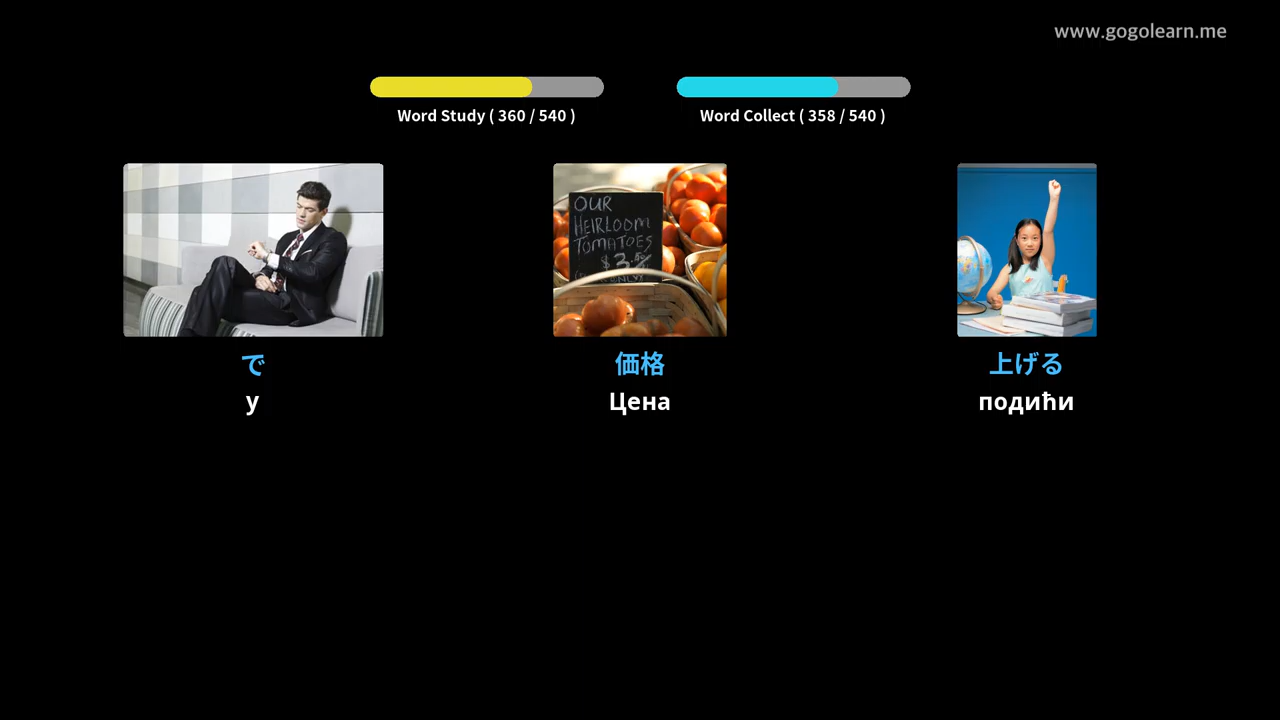 www.gogolearn.me
Word Study ( 360 / 540 )
Word Collect ( 358 / 540 )
OUR
HEIRLOOM
TOMATOES
で
価格
上げる
у
Цена
подићи